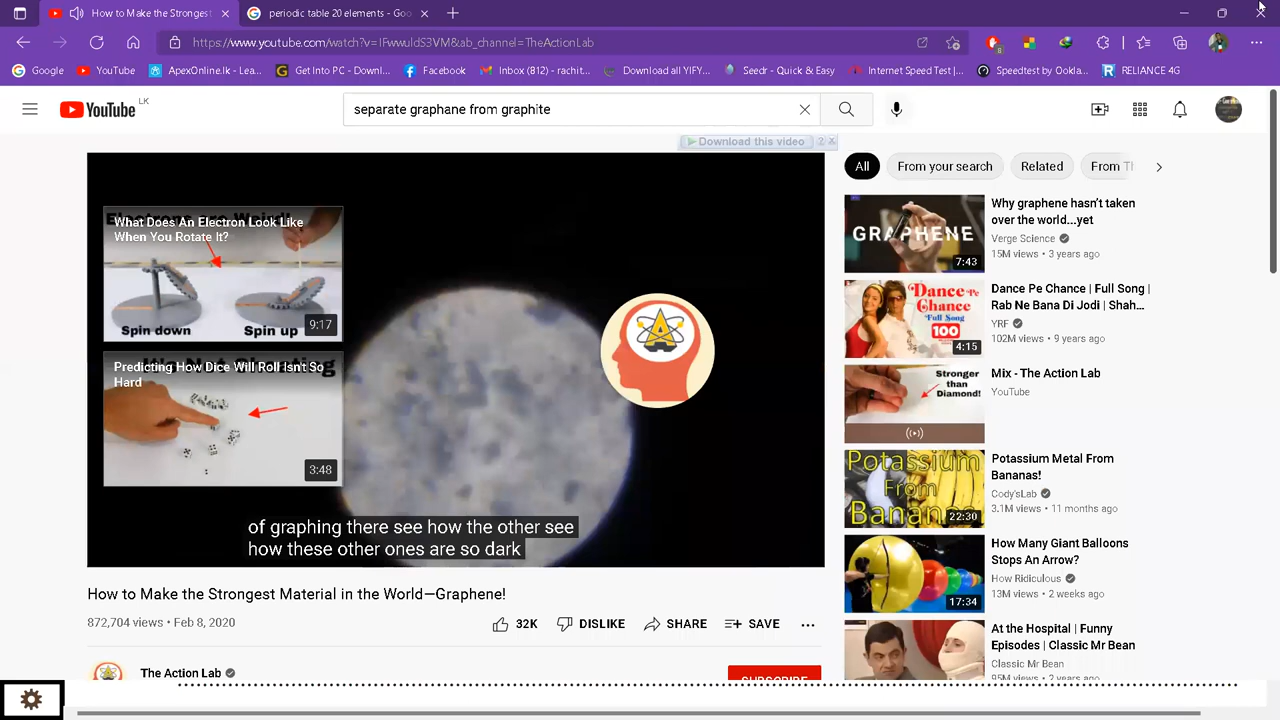 How to Make the Strongest
periodic table 20 elements - Goo
https://www.youtube.com/watch?v=IFwwuldS3VM&ab_channel=TheActionLab
Google
YouTube
ApexOnline.lk - Lea...
Get Into PC - Downl...
Facebook
Inbox (812) - rachit...
Download all YIFY...
Seedr - Quick & Easy
Internet Speed Test |...
Speedtest by Ookla...
RELIANCE 4G
YouTube LK
separate graphane from graphite
Download this video
All
From your search
Related
From Th
What Does An Electron Look Like
When You Rotate It?
Spin down
Spin up
9:17
Predicting How Dice Will Roll Isn't So
Hard
3:48
of graphing there see how the other see
how these other ones are so dark
How to Make the Strongest Material in the World—Graphene!
872,704 views • Feb 8, 2020
32K
DISLIKE
SHARE
SAVE
The Action Lab
SUBSCRIBE
GRAPHENE
7:43
Why graphene hasn't taken
over the world...yet
Verge Science
15M views • 3 years ago
Dance Pe
Chance
Full Song
100
4:15
Dance Pe Chance | Full Song |
Rab Ne Bana Di Jodi | Shah...
YRF
102M views • 9 years ago
Stronger
than
Diamond!
Mix - The Action Lab
YouTube
Potassium
From
Bananas
22:30
Potassium Metal From
Bananas!
Cody'sLab
3.1M views • 11 months ago
17:34
How Many Giant Balloons
Stops An Arrow?
How Ridiculous
13M views • 2 weeks ago
At the Hospital | Funny
Episodes | Classic Mr Bean
Classic Mr Bean
95M views • 2 years ago